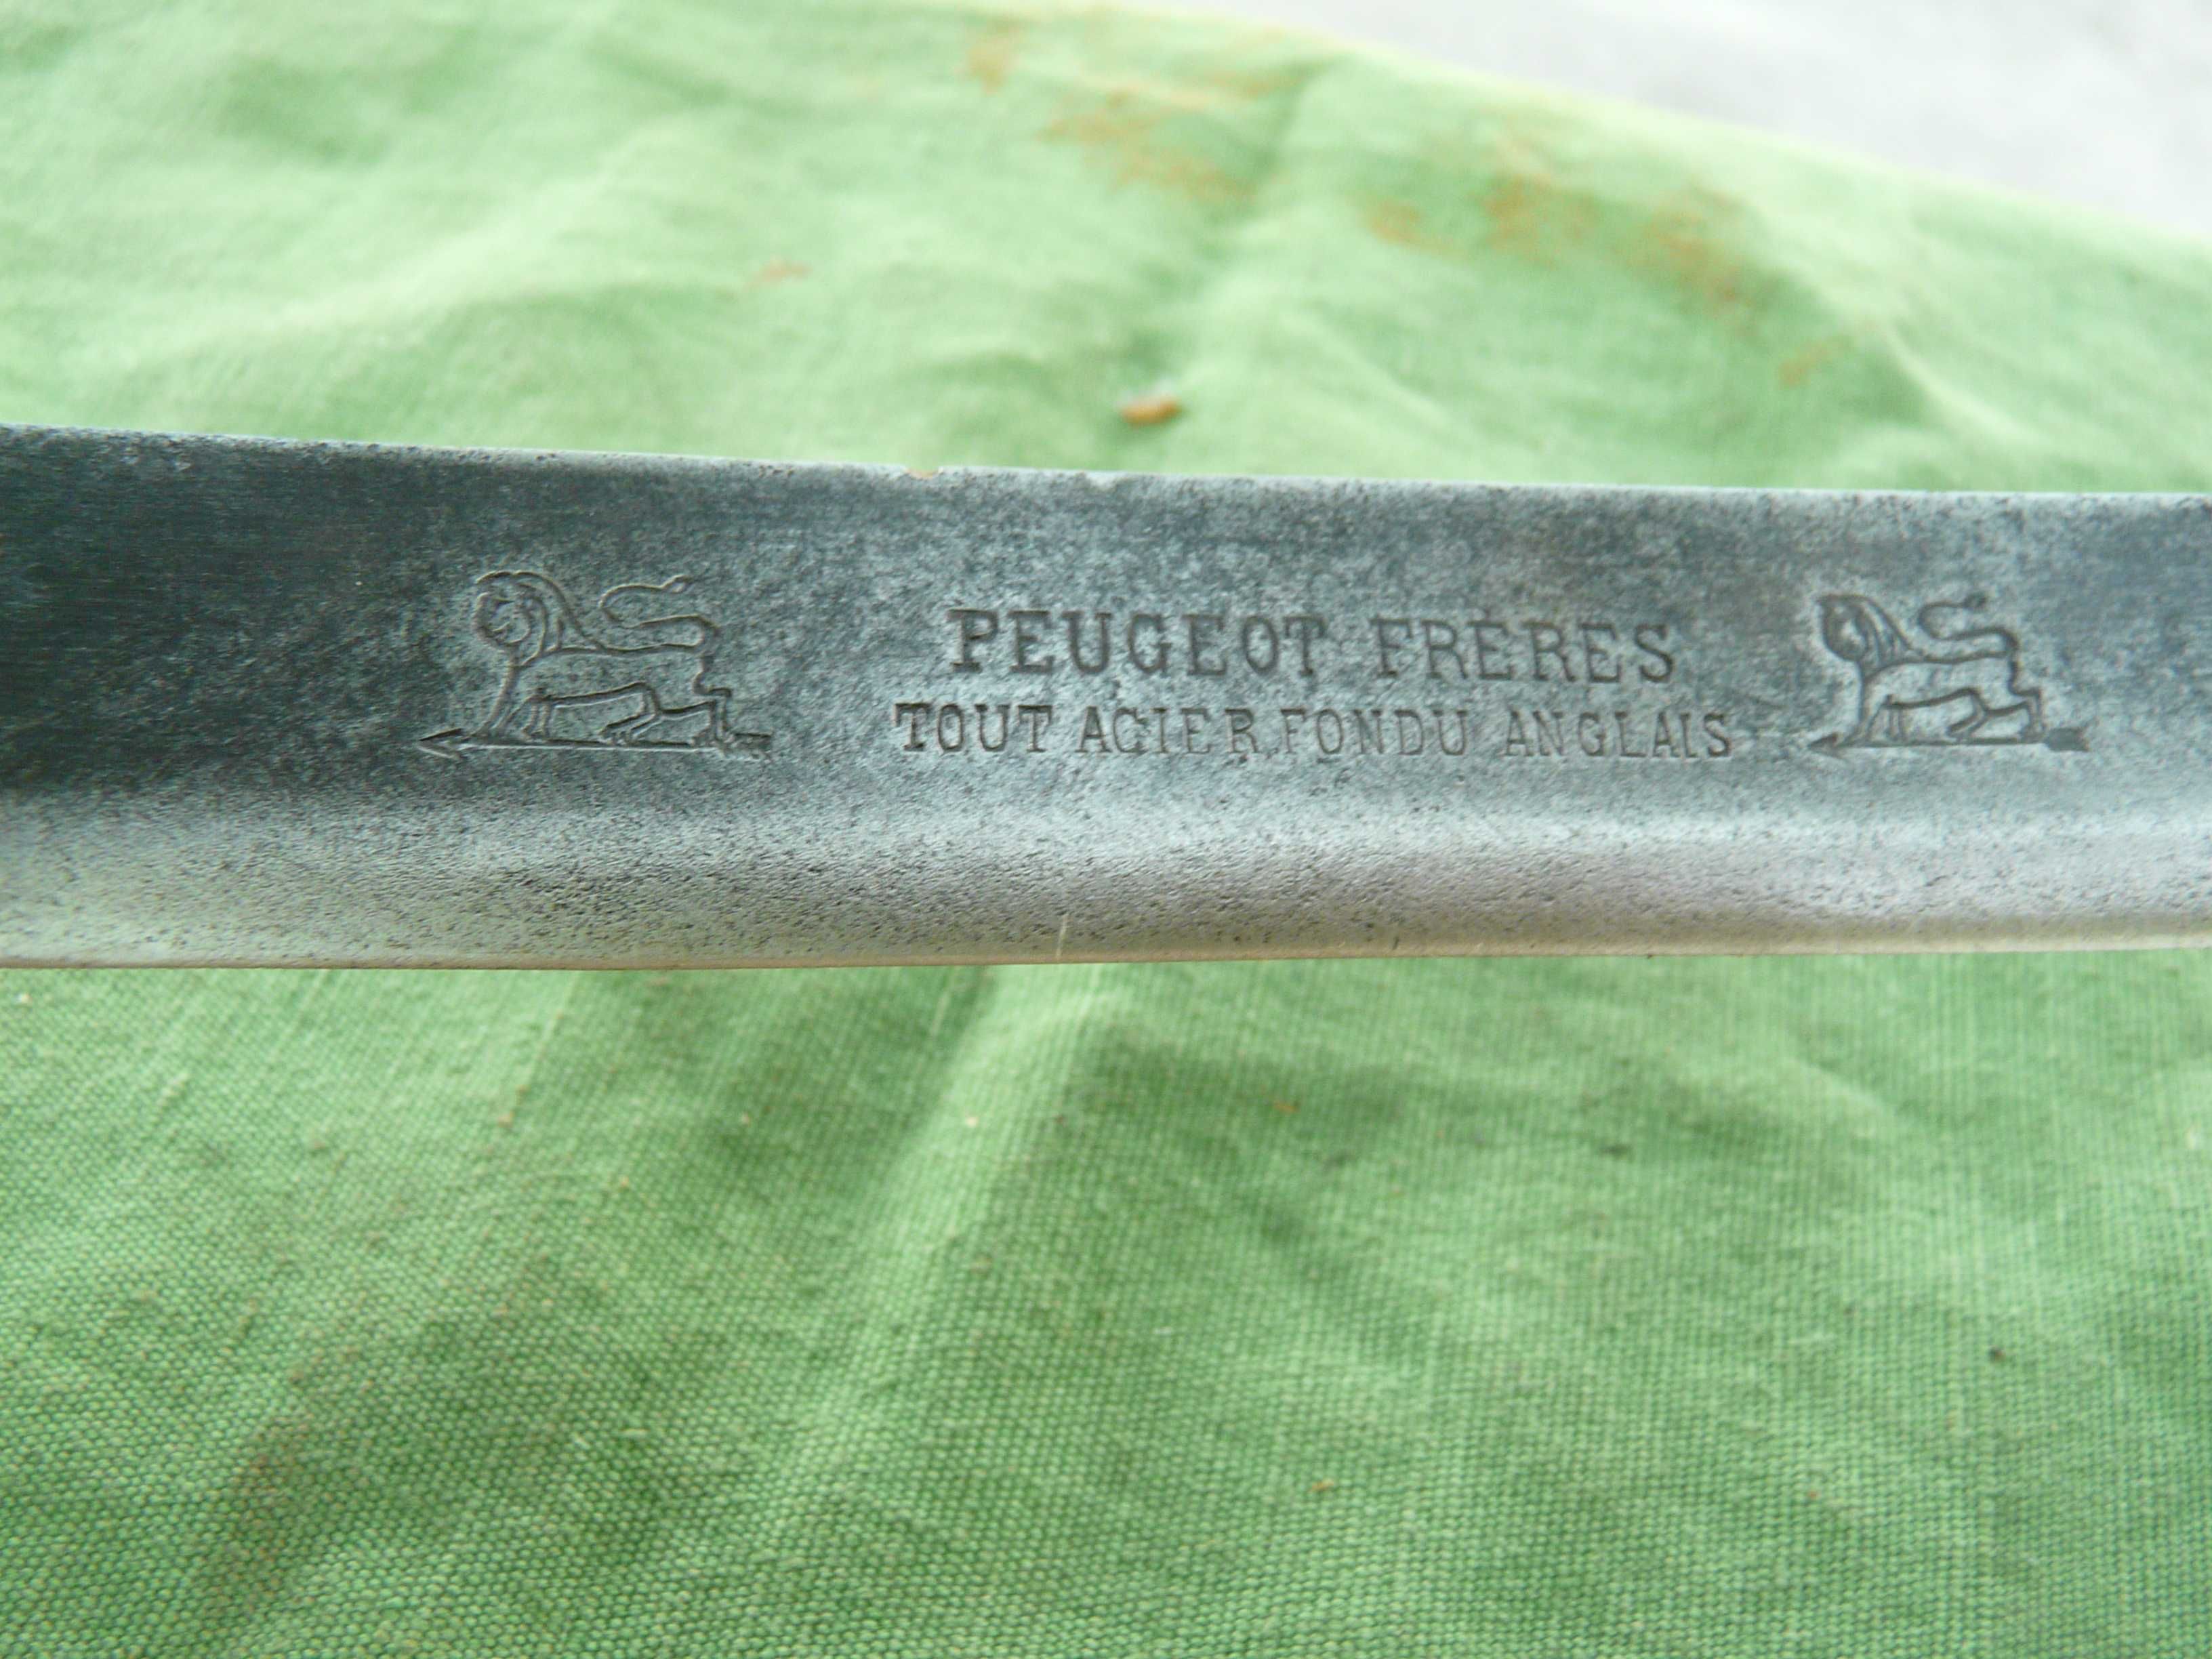 PEUGEOT FRÈRES
TOUT ACIER FONDU ANGLAIS